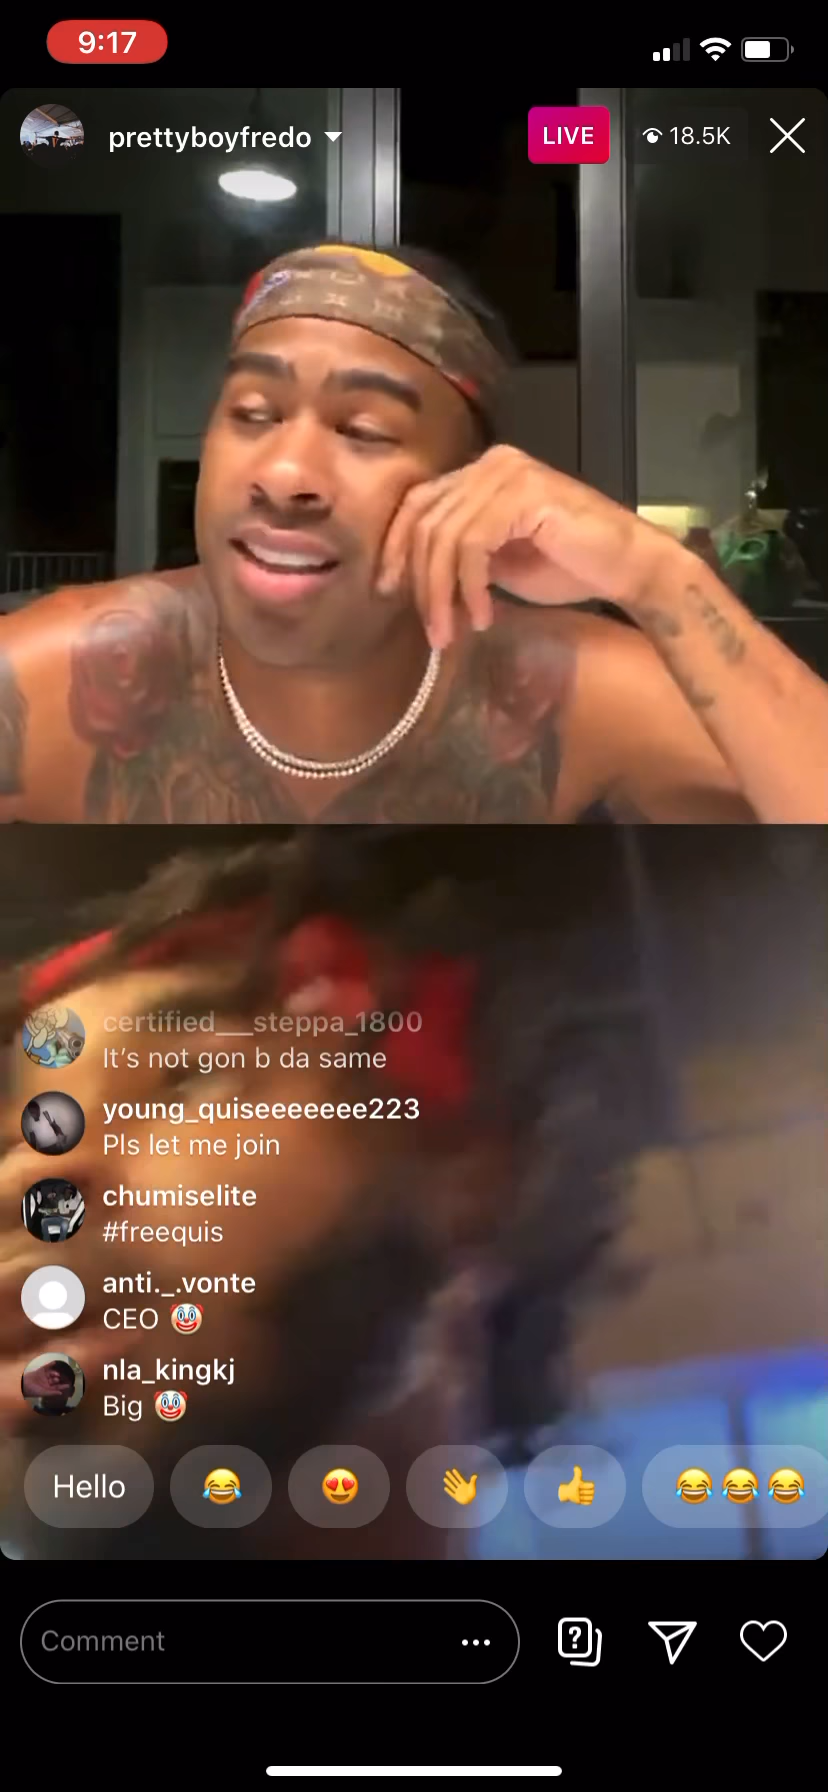 9:17
prettyboyfredo
LIVE
18.5K
certified___steppa_1800
It’s not gon b da same
young_quiseeeeeee223
Pls let me join
chumiselite
#freequis
anti._.vonte
CEO 🤡
nla_kingkj
Big 🤡
Hello 😂 😍 👋 👍 😂😂😂
Comment